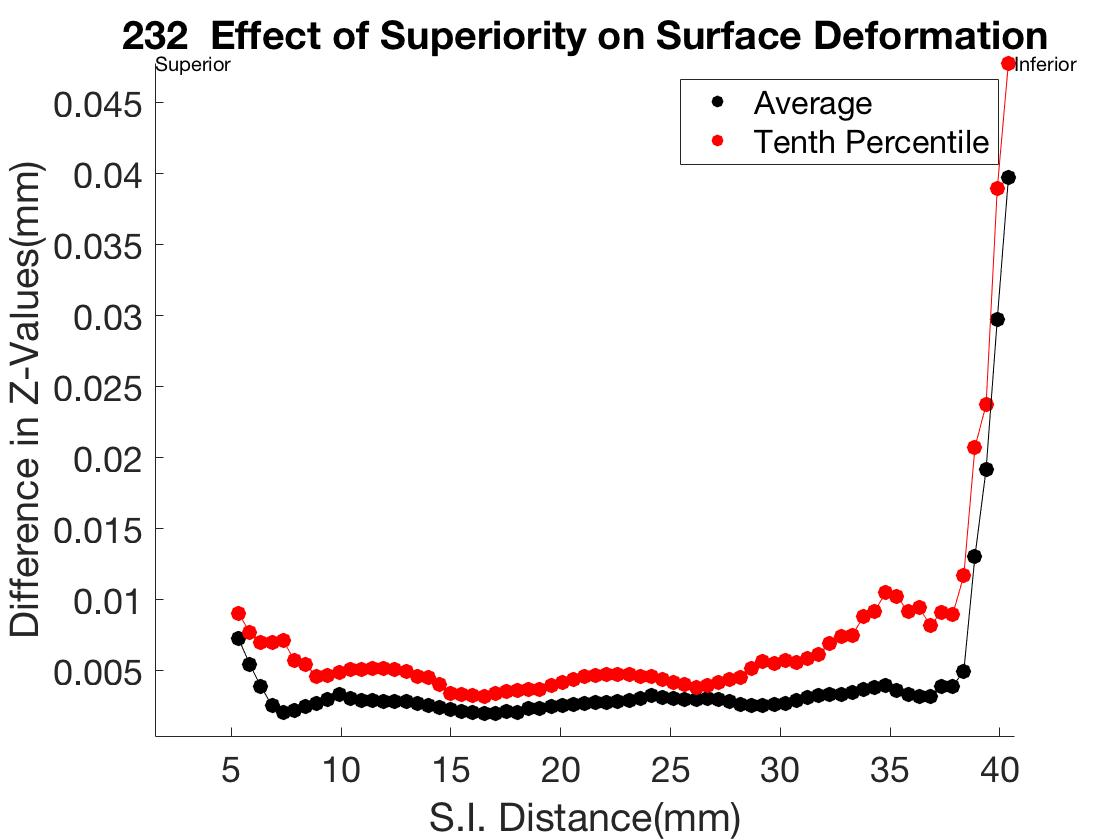 232  Effect of Superiority on Surface Deformation
Superior
Inferior
Average
Tenth Percentile
0.045
0.04
0.035
0.03
0.025
0.02
0.015
0.01
0.005
Difference in Z-Values(mm)
5 10 15 20 25 30 35 40
S.I. Distance(mm)